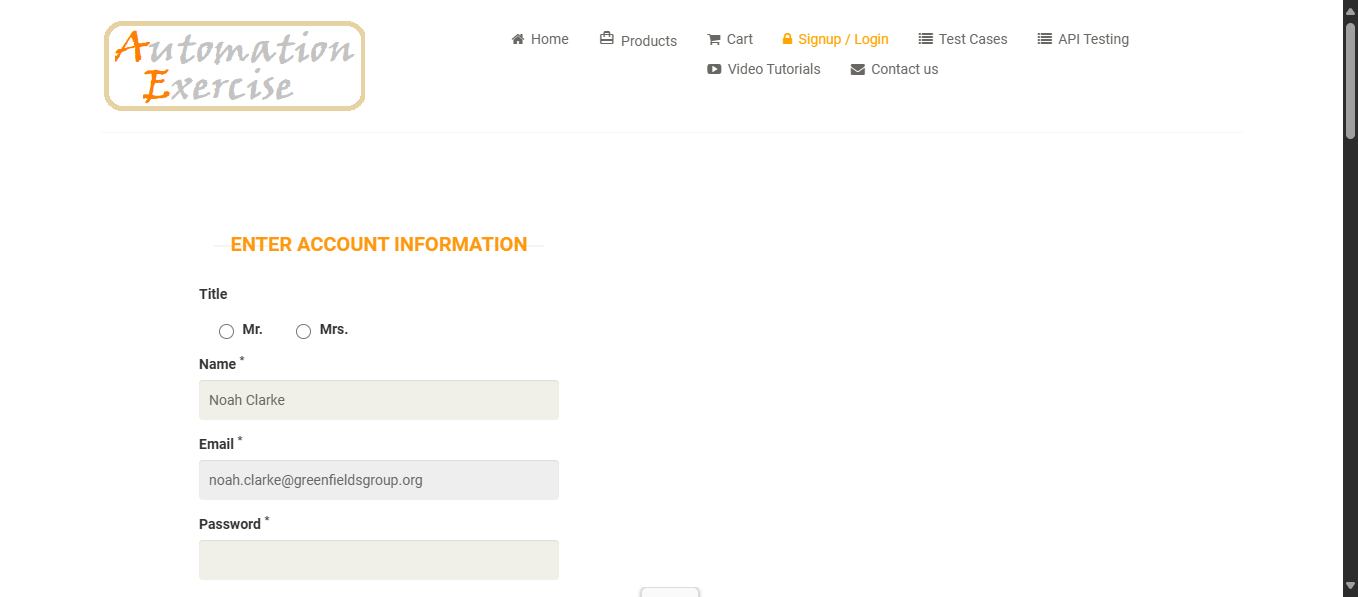 Automation
Exercise
Home Products Cart Signup / Login Test Cases API Testing
Video Tutorials Contact us
ENTER ACCOUNT INFORMATION
Title
Mr. Mrs.
Name *
Noah Clarke
Email *
noah.clarke@greenfieldsgroup.org
Password *